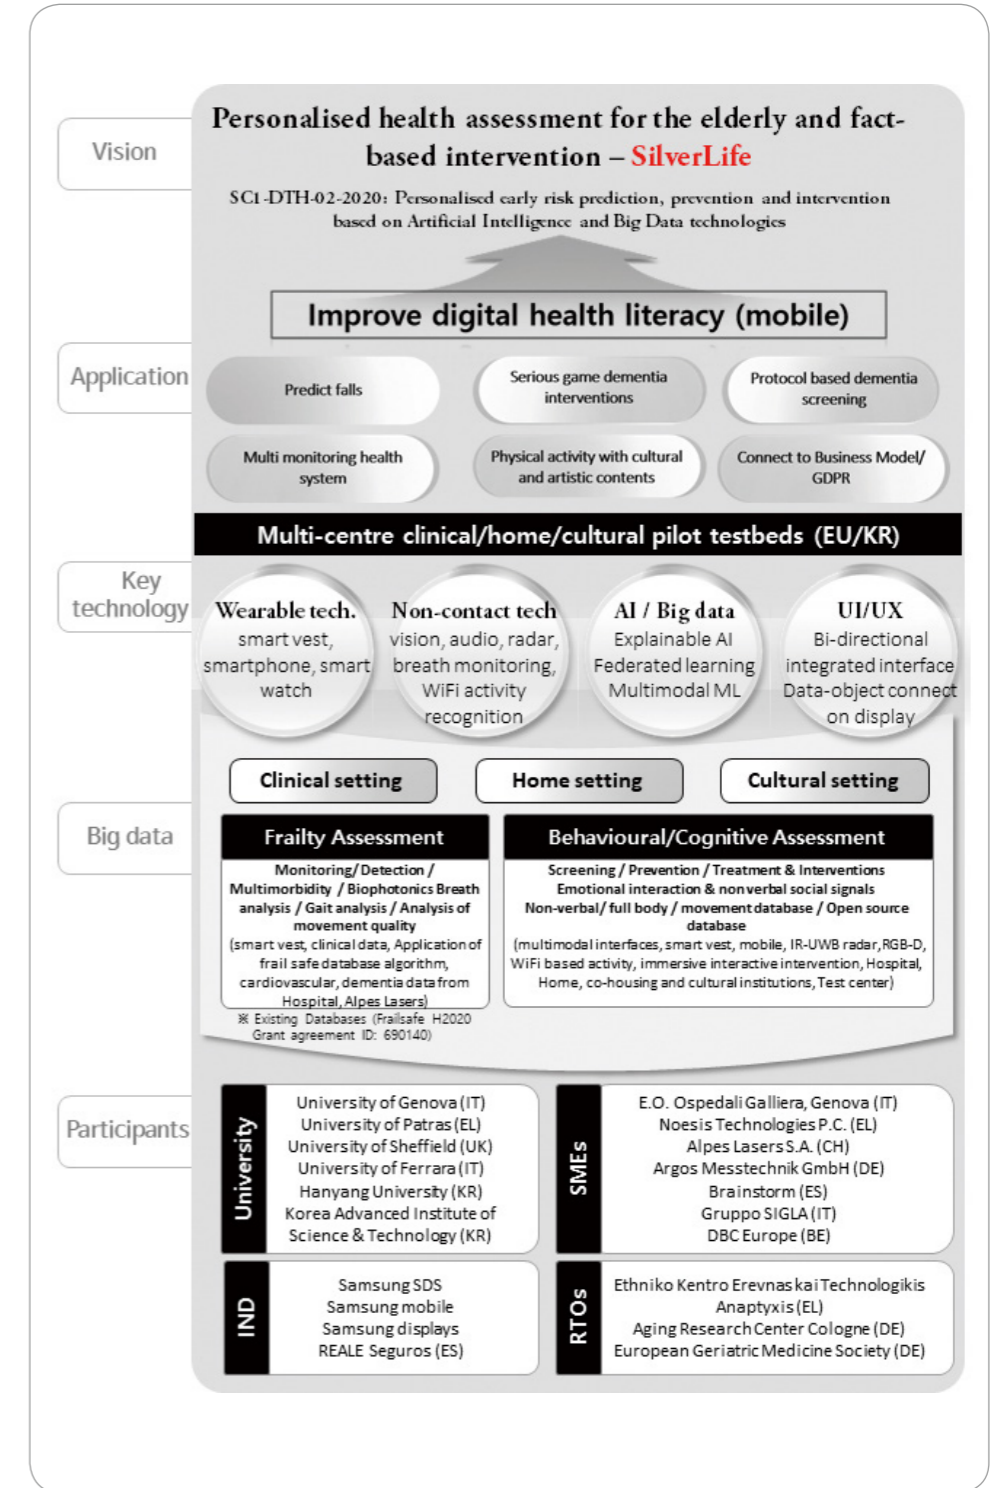 Vision
Personalised health assessment for the elderly and fact-
based intervention – SilverLife
SC1-DTH-02-2020: Personalised early risk prediction, prevention and intervention
based on Artificial Intelligence and Big Data technologies
Improve digital health literacy (mobile)
Application
Predict falls
Serious game dementia
interventions
Protocol based dementia
screening
Multi monitoring health
system
Physical activity with cultural
and artistic contents
Connect to Business Model/
GDPR
Multi-centre clinical/home/cultural pilot testbeds (EU/KR)
Key
technology
Wearable tech.
smart vest,
smartphone, smart
watch
Non-contact tech
vision, audio, radar,
breath monitoring,
WiFi activity
recognition
AI / Big data
Explainable AI
Federated learning
Multimodal ML
UI/UX
Bi-directional
integrated interface
Data-object connect
on display
Clinical setting
Home setting
Cultural setting
Big data
Frailty Assessment
Monitoring/Detection /
Multimorbidity / Biophotonics Breath
analysis / Gait analysis / Analysis of
movement quality
(smart vest, clinical data, Application of
frail safe database algorithm,
cardiovascular, dementia data from
Hospital, Alpes Lasers)
※ Existing Databases (Frailsafe H2020
Grant agreement ID: 690140)
Behavioural/Cognitive Assessment
Screening / Prevention / Treatment & Interventions
Emotional interaction & nonverbal social signals
Non-verbal/ full body / movement database / Open source
database
(multimodal interfaces, smart vest, mobile, IR-UWB radar,RGB-D,
WiFi based activity, immersive interactive intervention, Hospital,
Home, co-housing and cultural institutions, Test center)
Participants
University
University of Genova (IT)
University of Patras (EL)
University of Sheffield (UK)
University of Ferrara (IT)
Hanyang University (KR)
Korea Advanced Institute of
Science & Technology (KR)
SMEs
E.O. Ospedali Galliera, Genova (IT)
Noesis Technologies P.C. (EL)
Alpes Lasers S.A. (CH)
Argos Messtechnik GmbH (DE)
Brainstorm (ES)
Gruppo SIGLA (IT)
DBC Europe (BE)
IND
Samsung SDS
Samsung mobile
Samsung displays
REALE Seguros (ES)
RTOs
Ethniko Kentro Erevnas kai Technologikis
Anaptyxis (EL)
Aging Research Center Cologne (DE)
European Geriatric Medicine Society (DE)